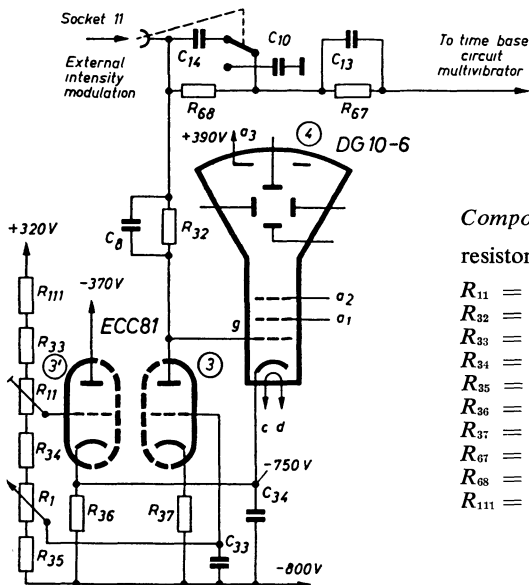 Socket 11
External
intensity
modulation
C14
C10
C13
To time base
circuit
multivibrator
R68
R67
+390V
a3
4
DG10-6
C8
R32
+320V
R111
-370V
a2
R33
ECC81
g
a1
3'
3
R11
c d
R34
-750V
R1
R36
R37
C34
R35
C33
-800V
Compo
resistor
R11 =
R32 =
R33 =
R34 =
R35 =
R36 =
R37 =
R67 =
R68 =
R111 =